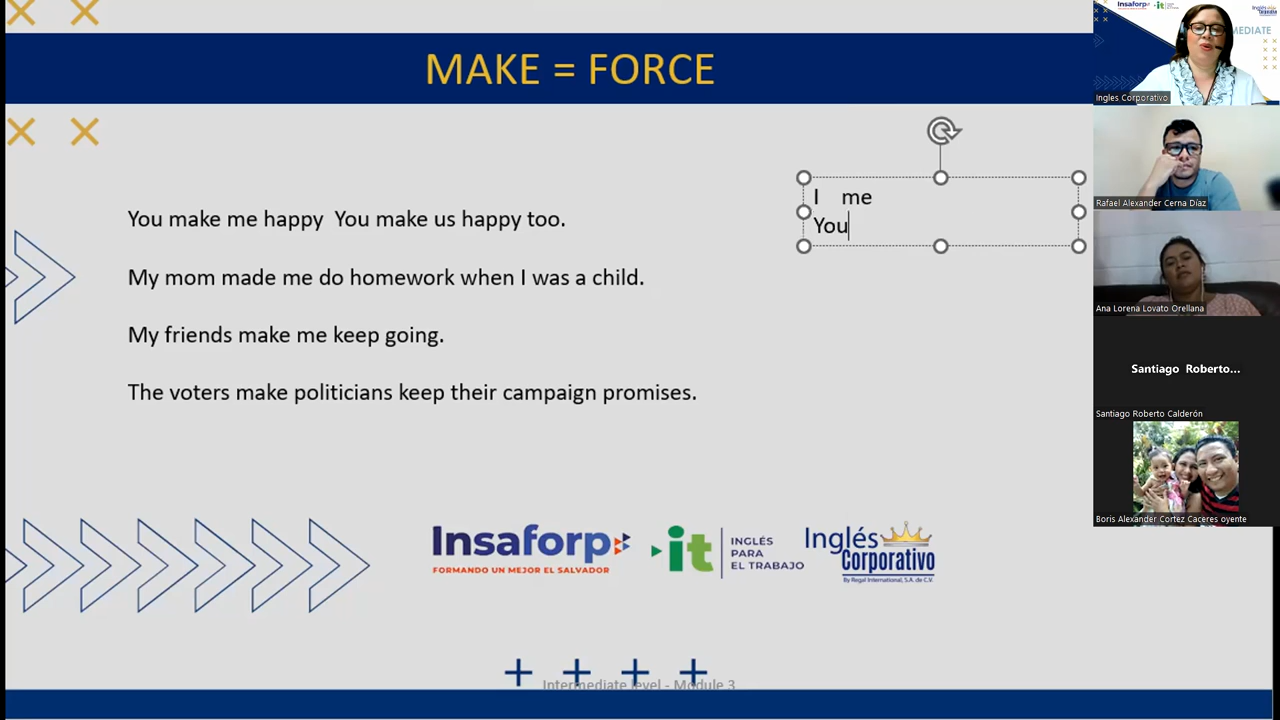 MAKE = FORCE
You make me happy  You make us happy too.
My mom made me do homework when I was a child.
My friends make me keep going.
The voters make politicians keep their campaign promises.
I    me
You
Insaforp
FORMANDO UN MEJOR EL SALVADOR
it
INGLÉS
PARA
EL TRABAJO
Inglés
Corporativo
By Regal International, S.A. de C.V.
Intermediate level - Module 3
Insaforp
it
MEDIATE
Ingles Corporativo
Rafael Alexander Cerna Díaz
Ana Lorena Lovato Orellana
Santiago Roberto...
Santiago Roberto Calderón
Boris Alexander Cortez Caceres oyente